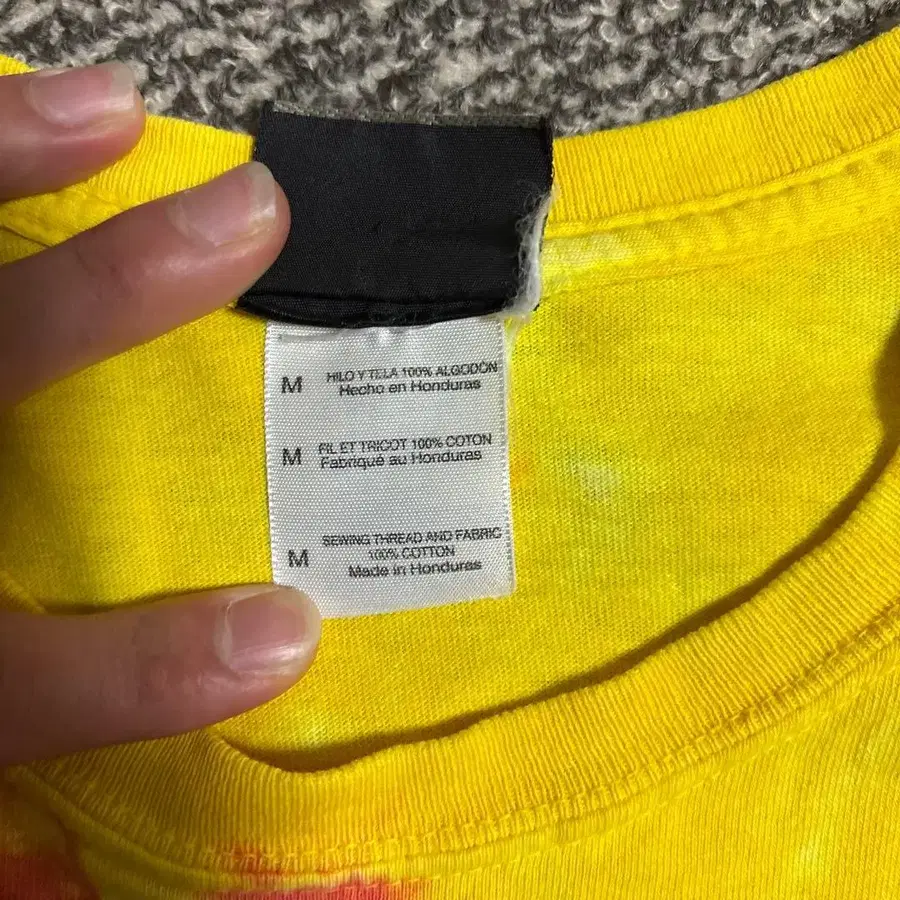 M HILO Y TELA 100% ALGODÓN
Hecho en Honduras
M FIL ET TRICOT 100% COTON
Fabriqué au Honduras
SEWING THREAD AND FABRIC
M 100% COTTON
Made in Honduras